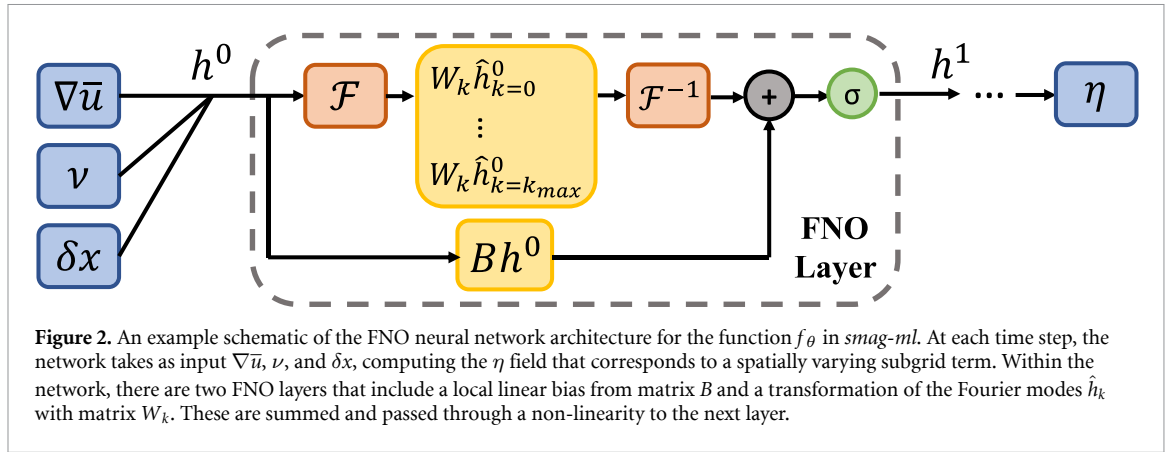 ∇u̅
ν
δx
h⁰
ℱ
W_k ĥ⁰_{k=0}
⋮
W_k ĥ⁰_{k=k_{max}}
ℱ⁻¹
+
σ
h¹
...
η
Bh⁰
FNO
Layer
Figure 2. An example schematic of the FNO neural network architecture for the function f_θ in smag-ml. At each time step, the
network takes as input ∇u̅, ν, and δx, computing the η field that corresponds to a spatially varying subgrid term. Within the
network, there are two FNO layers that include a local linear bias from matrix B and a transformation of the Fourier modes ĥ_k
with matrix W_k. These are summed and passed through a non-linearity to the next layer.